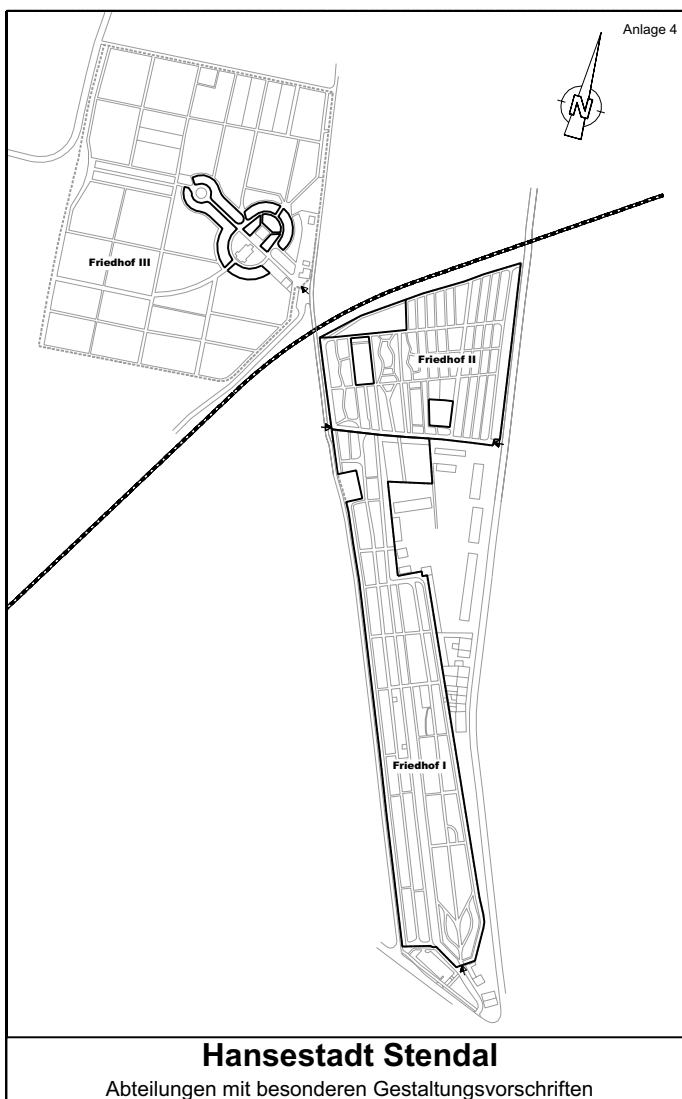 Anlage 4
N
Friedhof III
Friedhof II
Friedhof I
Hansestadt Stendal
Abteilungen mit besonderen Gestaltungsvorschriften